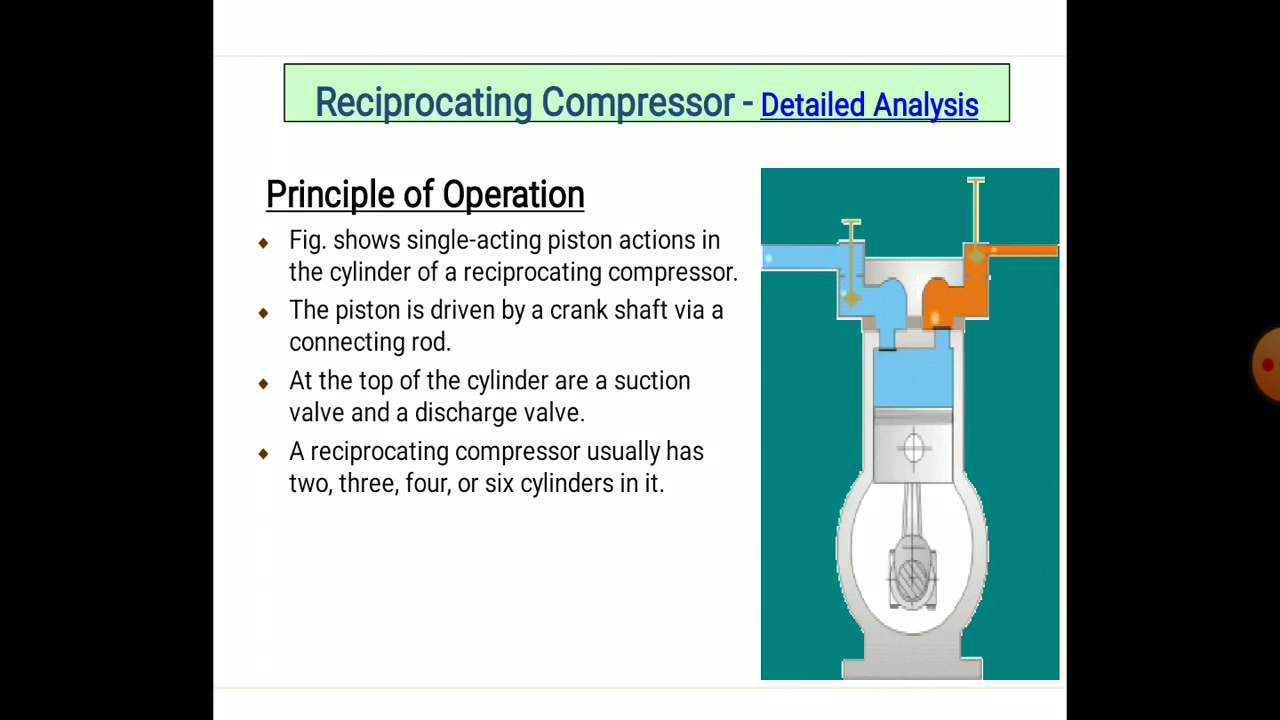 Reciprocating Compressor - Detailed Analysis
Principle of Operation
Fig. shows single-acting piston actions in
the cylinder of a reciprocating compressor.
The piston is driven by a crank shaft via a
connecting rod.
At the top of the cylinder are a suction
valve and a discharge valve.
A reciprocating compressor usually has
two, three, four, or six cylinders in it.